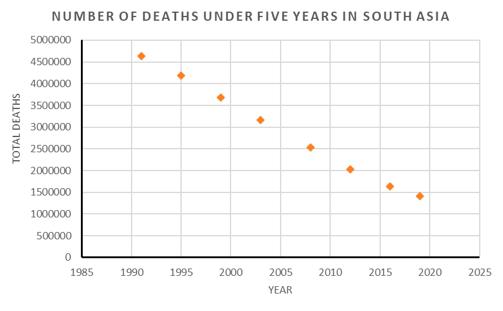 NUMBER OF DEATHS UNDER FIVE YEARS IN SOUTH ASIA
5000000
4500000
4000000
3500000
3000000
2500000
2000000
1500000
1000000
500000
0
TOTAL DEATHS
1985 1990 1995 2000 2005 2010 2015 2020 2025
YEAR